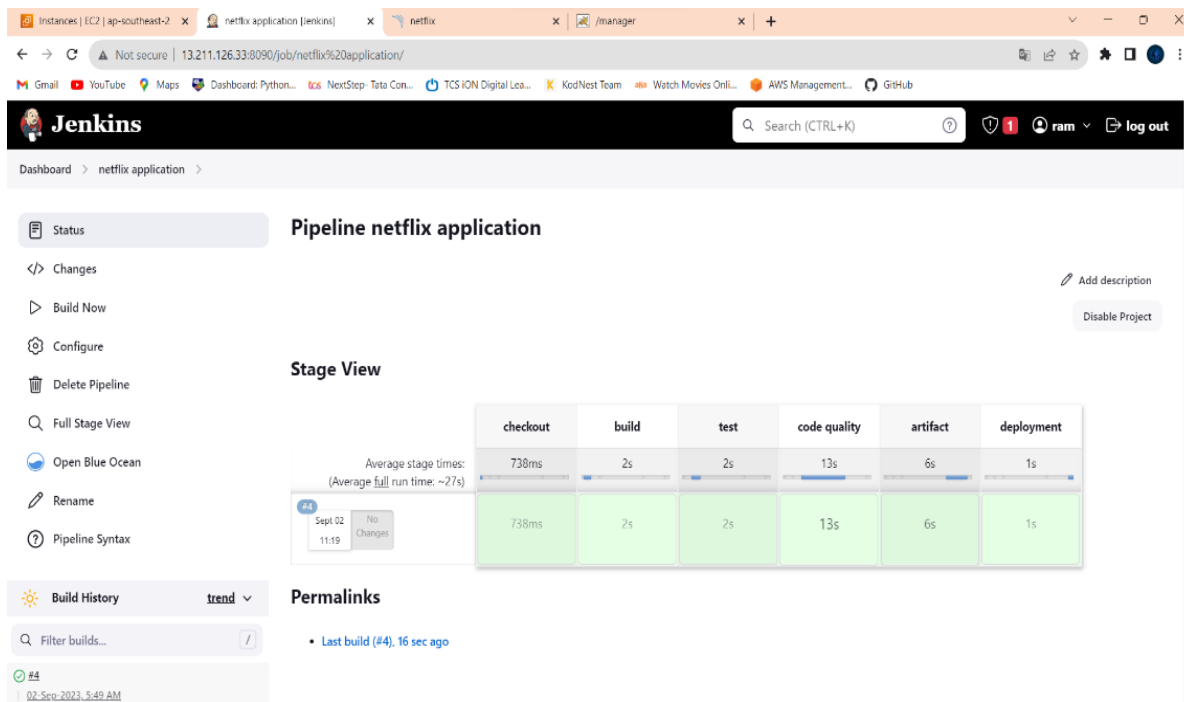 Instances | EC2 | ap-southeast-2
netflix application [Jenkins]
netflix
/manager
Not secure | 13.211.126.33:8090/job/netflix%20application/
Gmail YouTube Maps Dashboard: Python... tcs NextStep- Tata Con... TCS iON Digital Lea... KodNest Team Watch Movies Onli... AWS Management... GitHub
Jenkins
Search (CTRL+K)
1
ram
log out
Dashboard > netflix application >
Status
Changes
Build Now
Configure
Delete Pipeline
Full Stage View
Open Blue Ocean
Rename
Pipeline Syntax
Build History trend
Filter builds... /
#4
02-Sep-2023, 5:49 AM
Pipeline netflix application
Add description
Disable Project
Stage View
checkout build test code quality artifact deployment
Average stage times: 738ms 2s 2s 13s 6s 1s
(Average full run time: ~27s)
#4
Sept 02
11:19
No
Changes
738ms 2s 2s 13s 6s 1s
Permalinks
Last build (#4), 16 sec ago